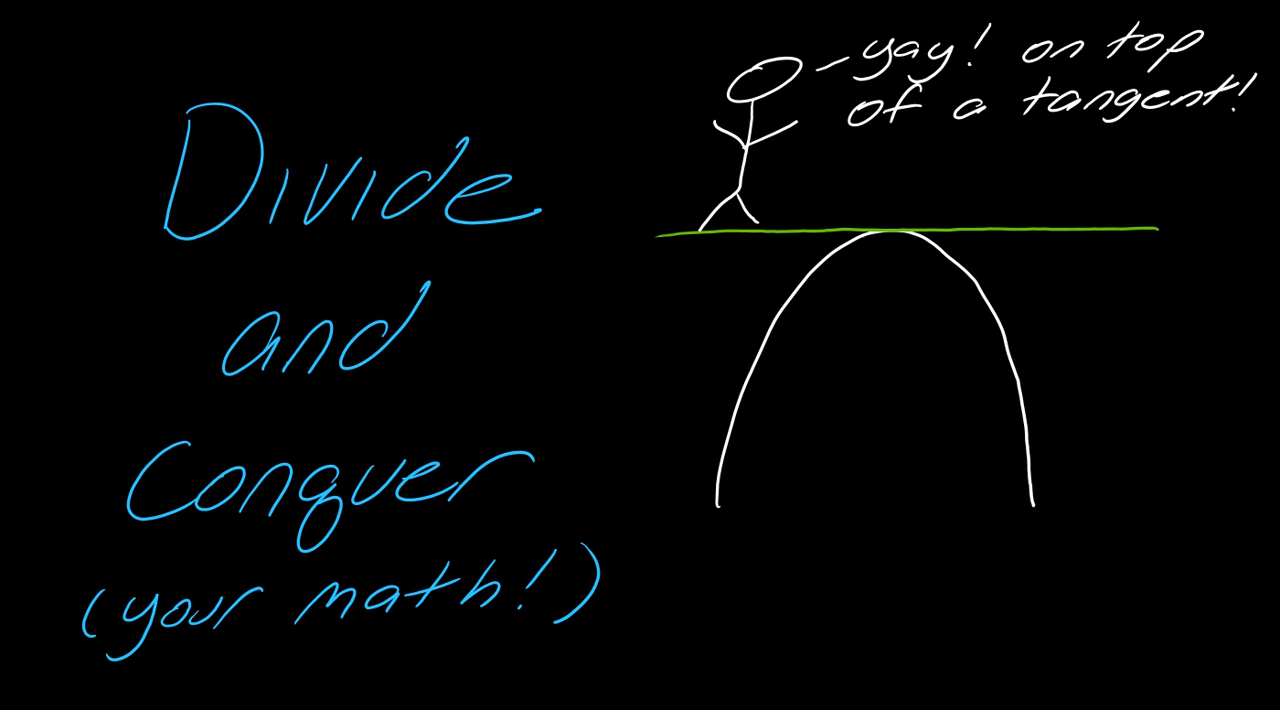 Divide
and
Conquer
(your math!)
yay! on top
of a tangent!